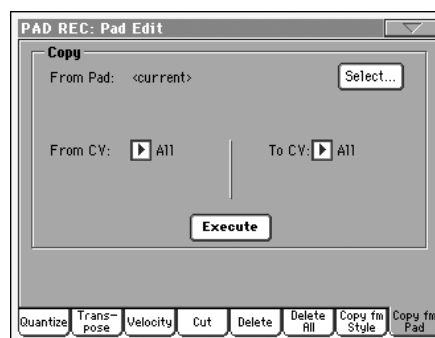 PAD REC: Pad Edit
Copy
From Pad: <current> Select...
From CV: All To CV: All
Execute
Quantize Trans-pose Velocity Cut Delete Delete All Copy fm Style Copy fm Pad